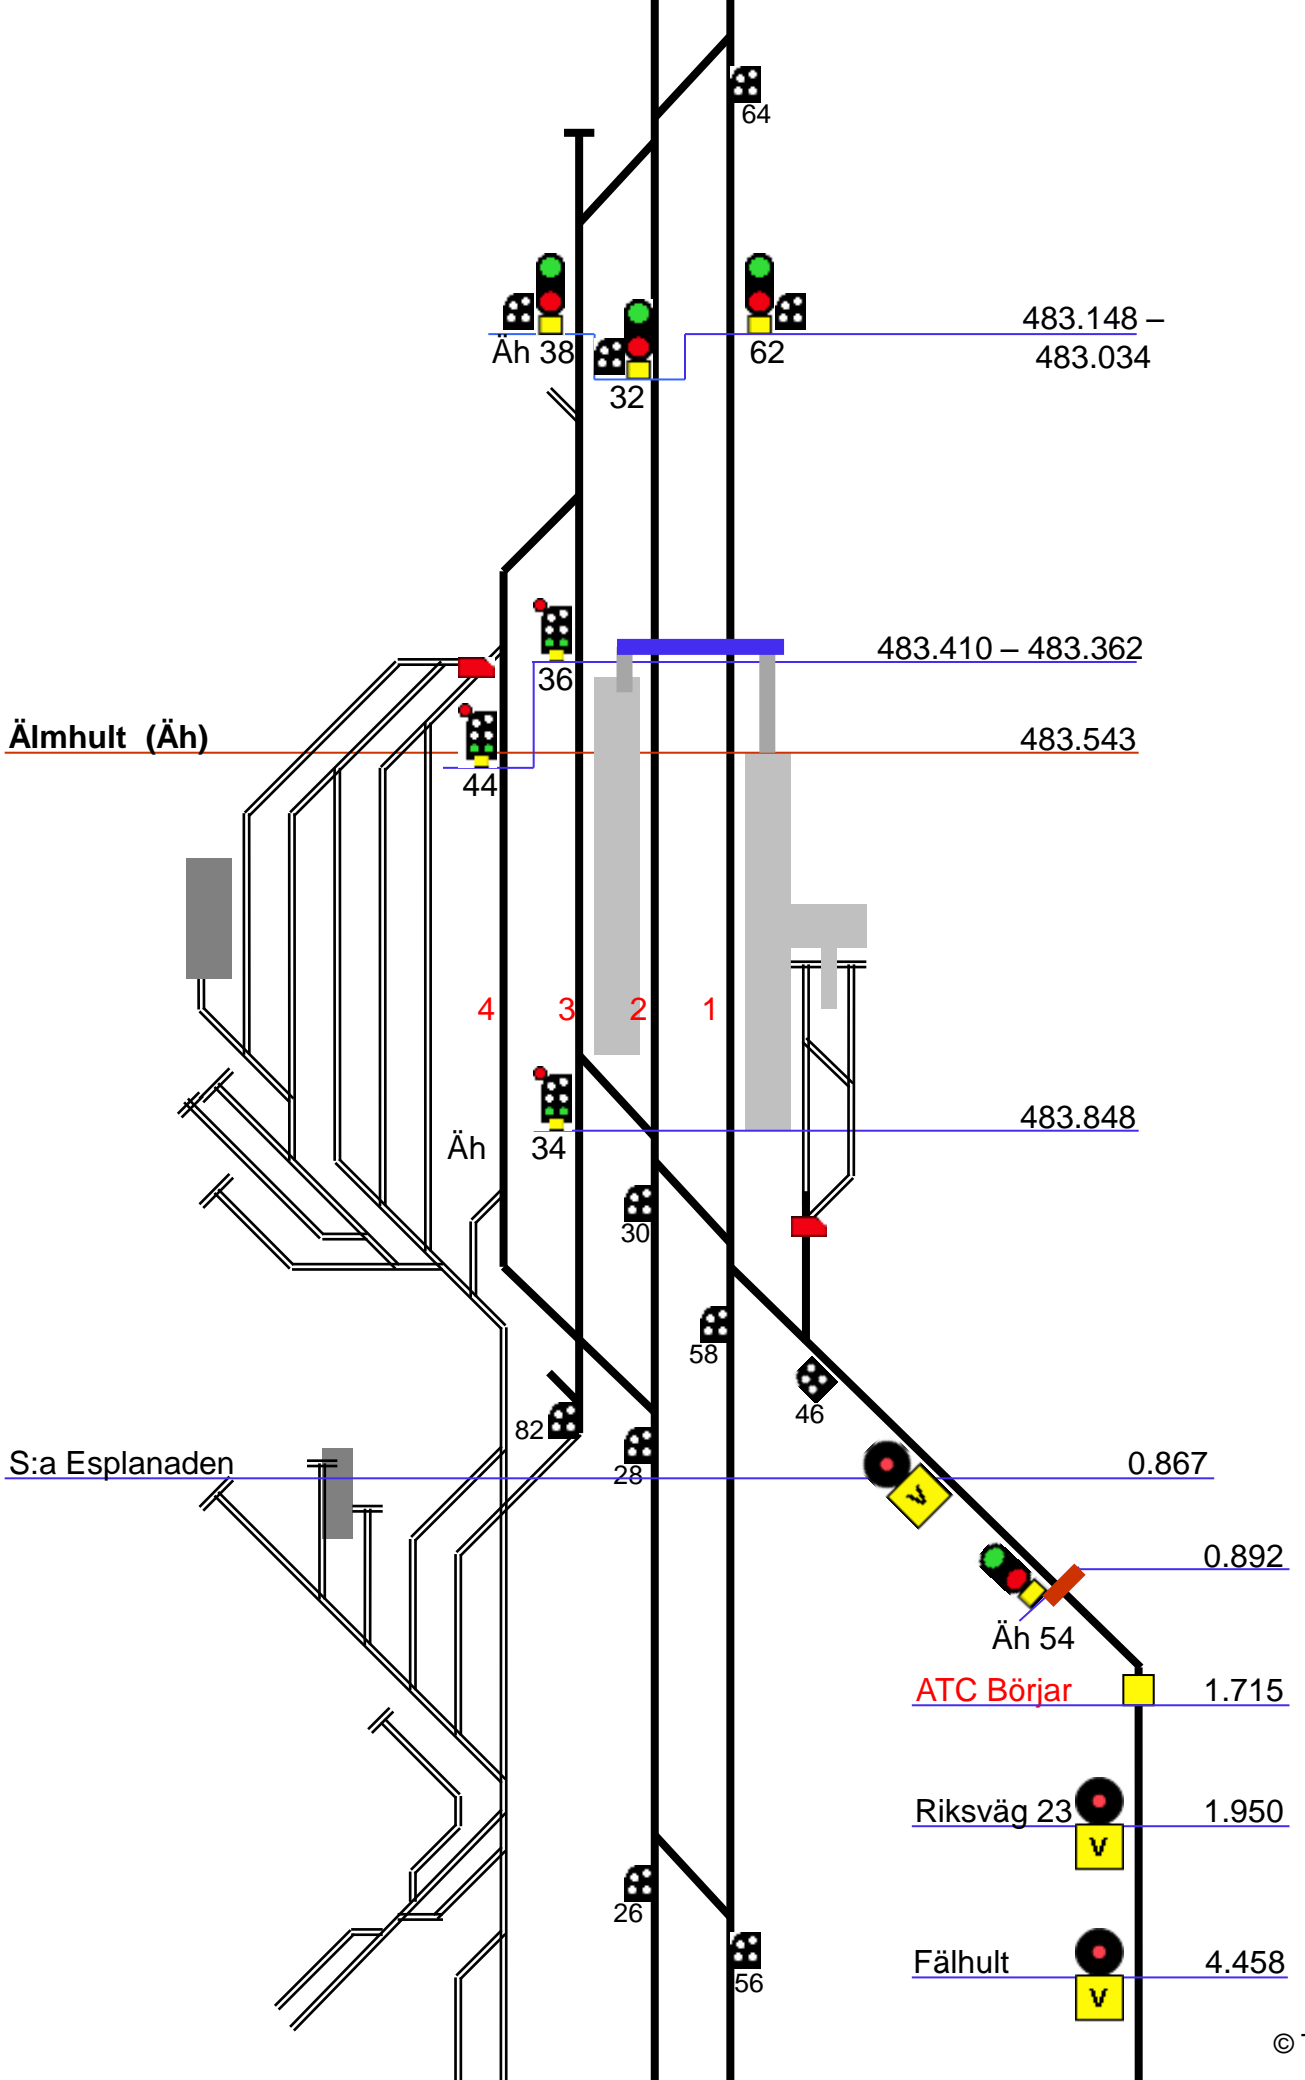 64
483.148 –
Äh 38
62
483.034
32
483.410 – 483.362
36
Älmhult (Äh)
483.543
44
4 3 2 1
483.848
Äh 34
30
58
46
82
S:a Esplanaden
28
0.867
0.892
Äh 54
ATC Börjar
1.715
Riksväg 23
1.950
V
26
Fälhult
4.458
56
V
V
©